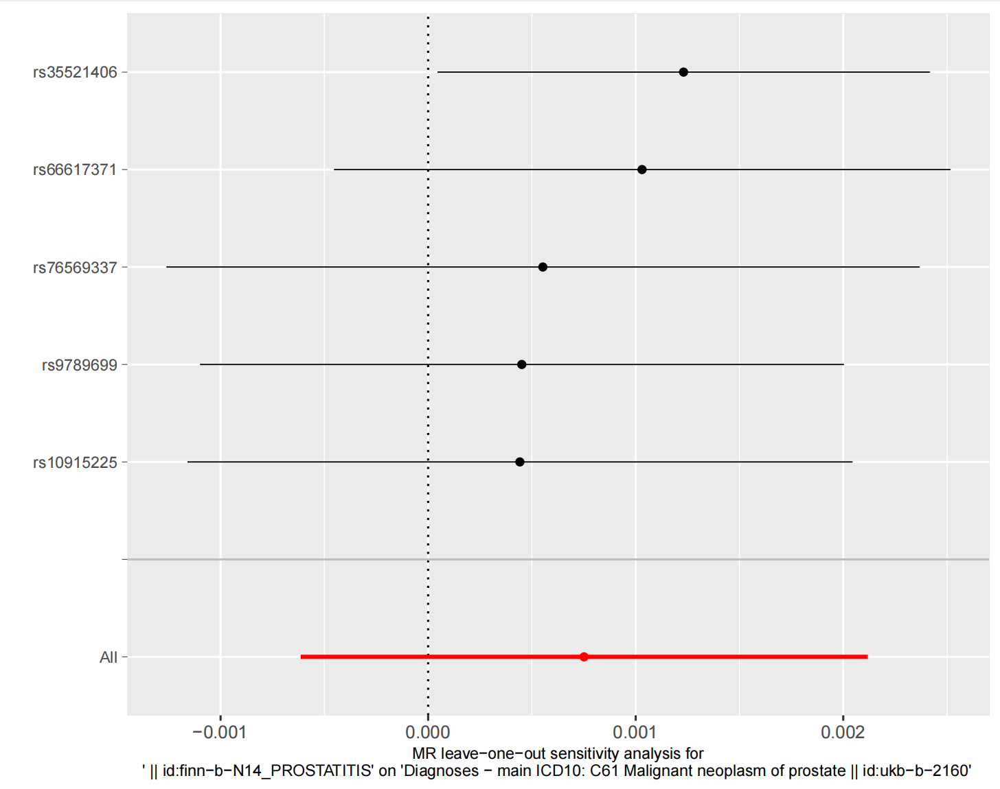 rs35521406
rs66617371
rs76569337
rs9789699
rs10915225
All
−0.001 0.000 0.001 0.002
MR leave−one−out sensitivity analysis for
' || id:finn−b−N14_PROSTATITIS' on 'Diagnoses − main ICD10: C61 Malignant neoplasm of prostate || id:ukb−b−2160'